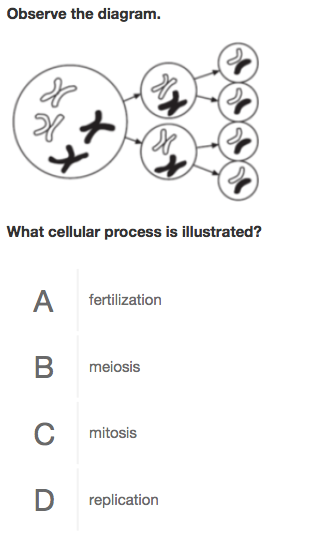 Observe the diagram.
What cellular process is illustrated?
A fertilization
B meiosis
C mitosis
D replication